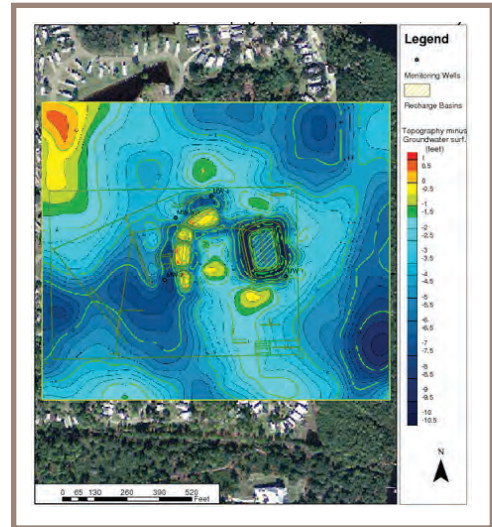 Legend
Monitoring Wells
Recharge Basins
Topography minus
Groundwater surf.
(feet)
1
0.5
0
-0.5
-1
-1.5
-2
-2.5
-3
-3.5
-4
-4.5
-5
-5.5
-6
-6.5
-7
-7.5
-8
-8.5
-9
-9.5
-10
-10.5
N
0 65 130 260 390 520
Feet